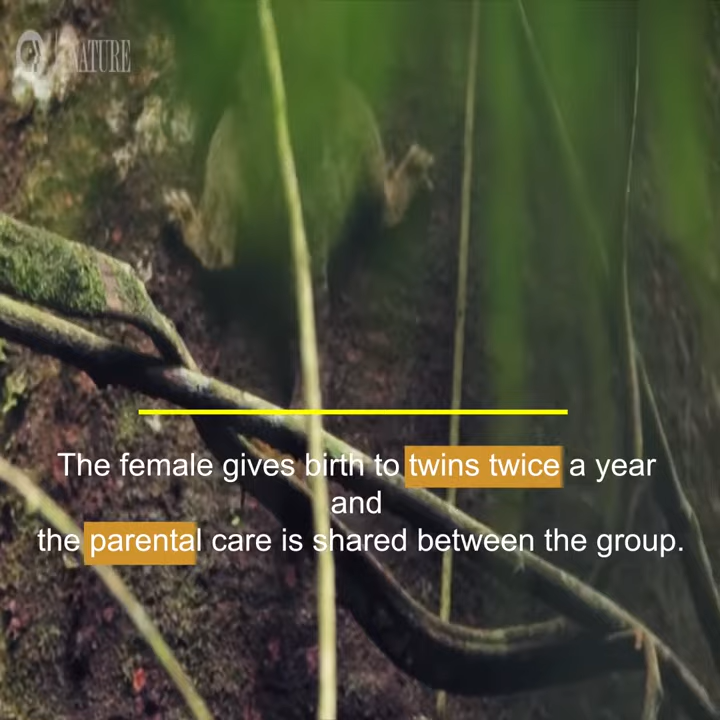 NATURE
The female gives birth to twins twice a year
and
the parental care is shared between the group.